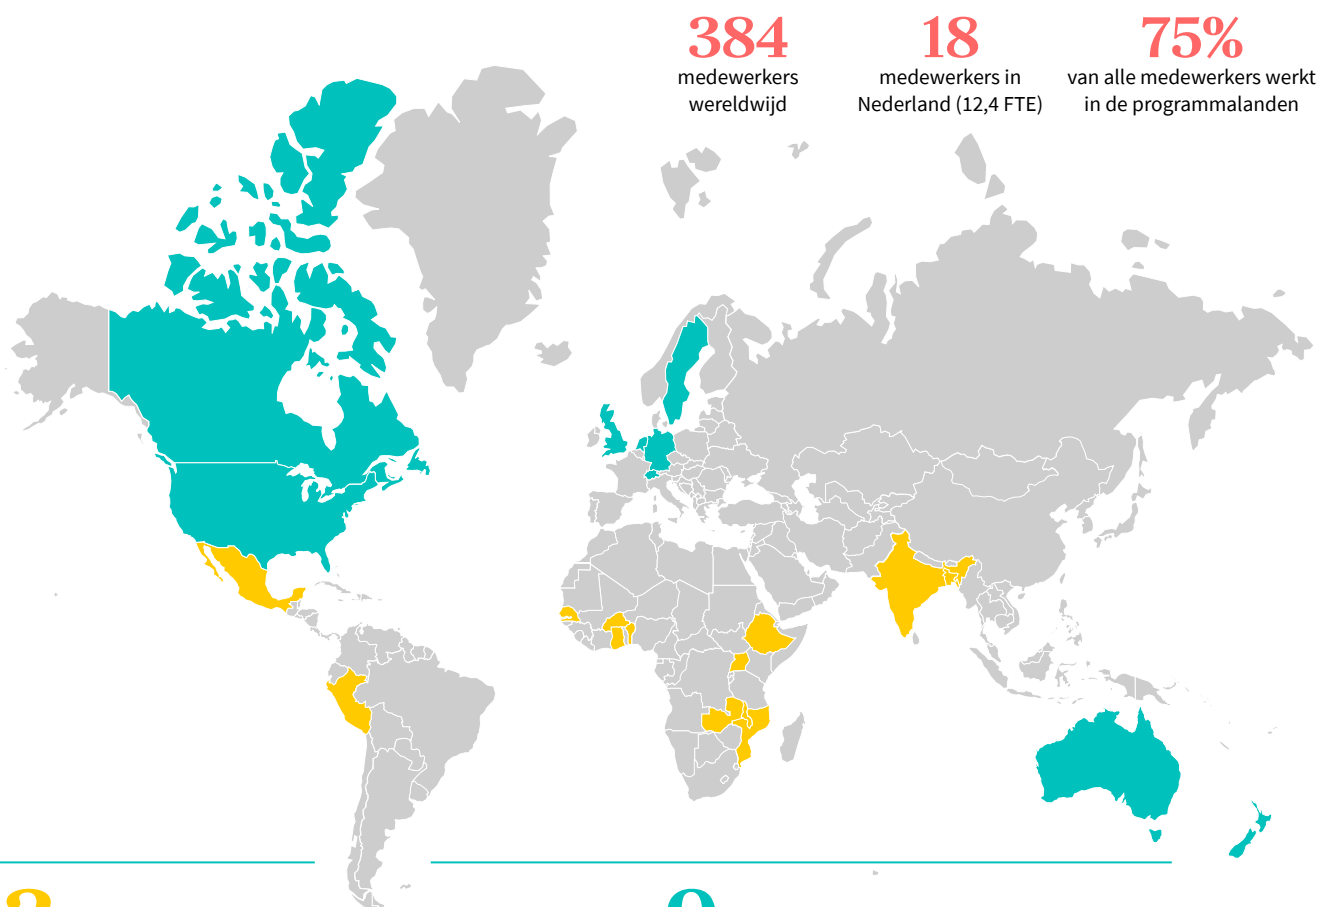 384
medewerkers
wereldwijd
18
medewerkers in
Nederland (12,4 FTE)
75%
van alle medewerkers werkt
in de programmalanden